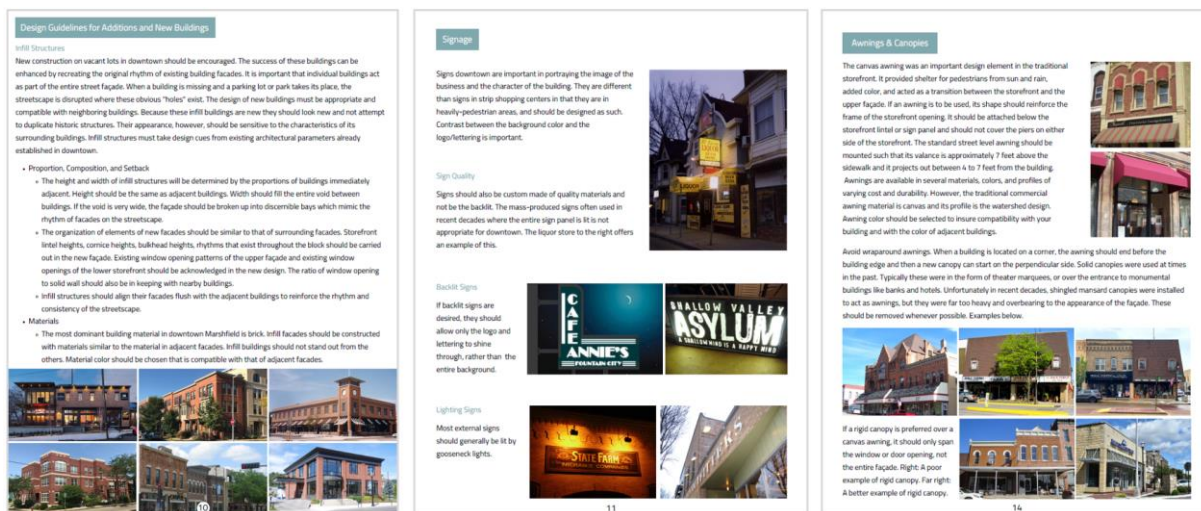 Design Guidelines for Additions and New Buildings
Infill Structures
New construction on vacant lots in downtown should be encouraged. The success of these buildings can be
enhanced by recreating the original rhythm of existing building facades. It is important that individual buildings act
as part of the entire street façade. When a building is missing and a parking lot or park takes its place, the
streetscape is disrupted where these obvious "holes" exist. The design of new buildings must be appropriate and
compatible with neighboring buildings. Because these infill buildings are new they should look new and not attempt
to duplicate historic structures. Their appearance, however, should be sensitive to the characteristics of its
surrounding buildings. Infill structures must take design cues from existing architectural parameters already
established in downtown.
• Proportion, Composition, and Setback
• The height and width of infill structures will be determined by the proportions of buildings immediately
adjacent. Height should be the same as adjacent buildings. Width should fill the entire void between
buildings. If the void is very wide, the façade should be broken up into discernible bays which mimic the
rhythm of facades on the streetscape.
• The organization of elements of new facades should be similar to that of surrounding facades. Storefront
lintel heights, cornice heights, bulkhead heights, rhythms that exist throughout the block should be carried
out in the new façade. Existing window opening patterns of the upper façade and existing window
openings of the lower storefront should be acknowledged in the new design. The ratio of window opening
to solid wall should also be in keeping with nearby buildings.
• Infill structures should align their facades flush with the adjacent buildings to reinforce the rhythm and
consistency of the streetscape.
• Materials
• The most dominant building material in downtown Marshfield is brick. Infill facades should be constructed
with materials similar to the material in adjacent facades. Infill buildings should not stand out from the
others. Material color should be chosen that is compatible with that of adjacent facades.
10
Signage
Signs downtown are important in portraying the image of the
business and the character of the building. They are different
than signs in strip shopping centers in that they are in
heavily-pedestrian areas, and should be designed as such.
Contrast between the background color and the
logo/lettering is important.
Sign Quality
Signs should also be custom made of quality materials and
not be the backlit. The mass-produced signs often used in
recent decades where the entire sign panel is lit is not
appropriate for downtown. The liquor store to the right offers
an example of this.
LIQUOR
LIQUOR
Backlit Signs
If backlit signs are
desired, they should
allow only the logo and
lettering to shine
through, rather than the
entire background.
CAFE
ANNIE'S
FOUNTAIN CITY
SHALLOW VALLEY
ASYLUM
A SHALLOW MIND IS A HAPPY MIND
Lighting Signs
Most external signs
should generally be lit by
gooseneck lights.
STATE FARM
INSURANCE COMPANIES
11
Awnings & Canopies
The canvas awning was an important design element in the traditional
storefront. It provided shelter for pedestrians from sun and rain,
added color, and acted as a transition between the storefront and the
upper façade. If an awning is to be used, its shape should reinforce the
frame of the storefront opening. It should be attached below the
storefront lintel or sign panel and should not cover the piers on either
side of the storefront. The standard street level awning should be
mounted such that its valance is approximately 7 feet above the
sidewalk and it projects out between 4 to 7 feet from the building.
Awnings are available in several materials, colors, and profiles of
varying cost and durability. However, the traditional commercial
awning material is canvas and its profile is the watershed design.
Awning color should be selected to insure compatibility with your
building and with the color of adjacent buildings.
Avoid wraparound awnings. When a building is located on a corner, the awning should end before the
building edge and then a new canopy can start on the perpendicular side. Solid canopies were used at times
in the past. Typically these were in the form of theater marquees, or over the entrance to monumental
buildings like banks and hotels. Unfortunately in recent decades, shingled mansard canopies were installed
to act as awnings, but they were far too heavy and overbearing to the appearance of the façade. These
should be removed whenever possible. Examples below.
If a rigid canopy is preferred over a
canvas awning, it should only span
the window or door opening, not
the entire façade. Right: A poor
example of rigid canopy. Far right:
A better example of rigid canopy.
14